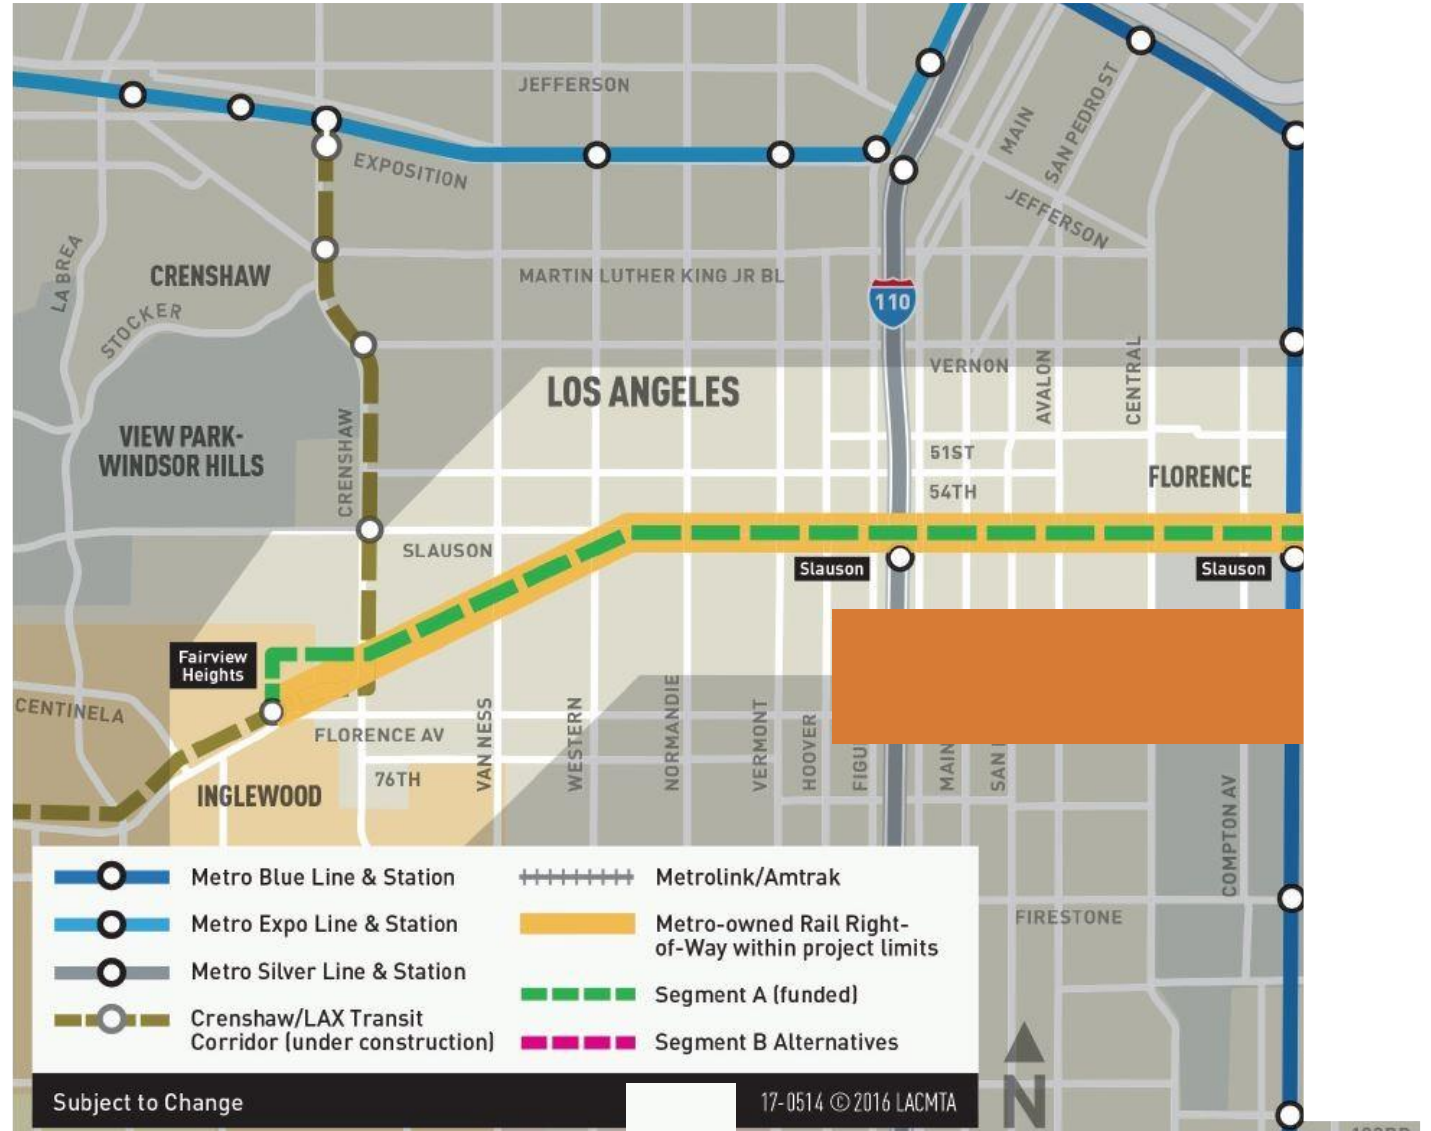 JEFFERSON
EXPOSITION
MAIN
SAN PEDRO ST
JEFFERSON
LA BREA
CRENSHAW
STOCKER
MARTIN LUTHER KING JR BL
110
VERNON
AVALON
CENTRAL
LOS ANGELES
VIEW PARK-
WINDSOR HILLS
CRENSHAW
51ST
54TH
FLORENCE
SLAUSON
Slauson
Slauson
Fairview
Heights
CENTINELA
FLORENCE AV
76TH
INGLEWOOD
VAN NESS
WESTERN
NORMANDIE
VERMONT
HOOVER
FIGU
MAIN
SAN
COMPTON AV
FIRESTONE
Metro Blue Line & Station
Metro Expo Line & Station
Metro Silver Line & Station
Crenshaw/LAX Transit
Corridor (under construction)
Metrolink/Amtrak
Metro-owned Rail Right-
of-Way within project limits
Segment A (funded)
Segment B Alternatives
N
Subject to Change
17-0514 © 2016 LACMTA